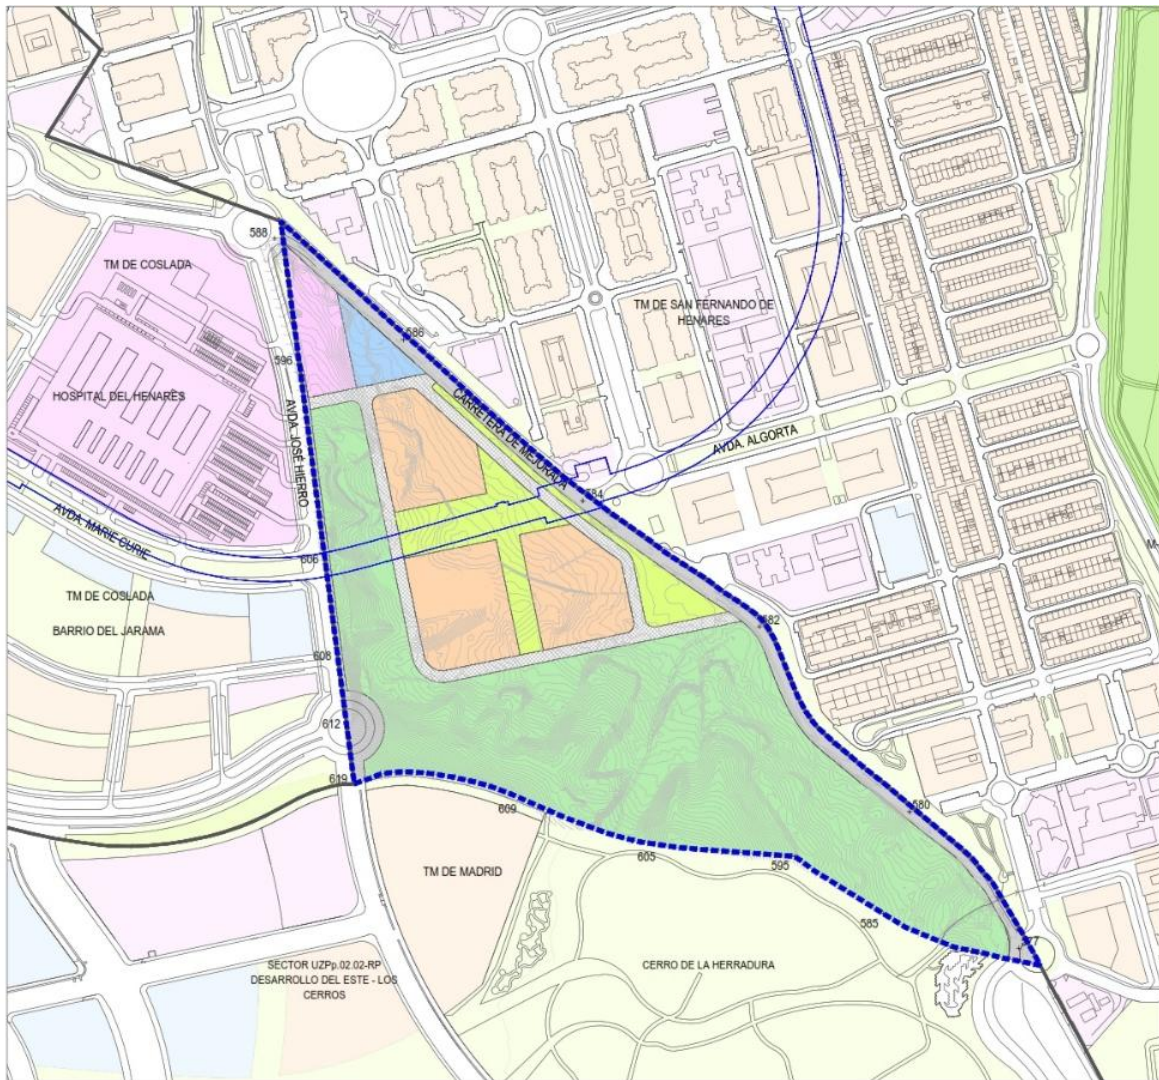 588
TM DE COSLADA
586
TM DE SAN FERNANDO DE
HENARES
596
HOSPITAL DEL HENARES
AVDA. JOSÉ HIERRO
CARRETERA DE MEJORADA
AVDA. ALGORTA
584
AVDA. MARIE CURIE
606
TM DE COSLADA
BARRIO DEL JARAMA
582
608
612
619
609
580
605
595
TM DE MADRID
585
SECTOR UZPp.02.02-RP
DESARROLLO DEL ESTE - LOS
CERROS
CERRO DE LA HERRADURA